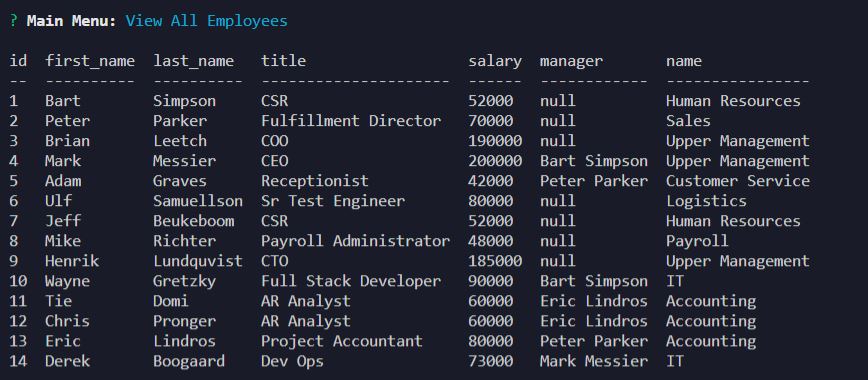 ? Main Menu: View All Employees
id  first_name  last_name   title                  salary  manager       name
--  ----------  ----------  ---------------------  ------  ------------  ----------------
1   Bart        Simpson     CSR                    52000   null          Human Resources
2   Peter       Parker      Fulfillment Director   70000   null          Sales
3   Brian       Leetch      COO                    190000  null          Upper Management
4   Mark        Messier     CEO                    200000  Bart Simpson  Upper Management
5   Adam        Graves      Receptionist           42000   Peter Parker  Customer Service
6   Ulf         Samuellson  Sr Test Engineer       80000   null          Logistics
7   Jeff        Beukeboom   CSR                    52000   null          Human Resources
8   Mike        Richter     Payroll Administrator  48000   null          Payroll
9   Henrik      Lundquvist  CTO                    185000  null          Upper Management
10  Wayne       Gretzky     Full Stack Developer   90000   Bart Simpson  IT
11  Tie         Domi        AR Analyst             60000   Eric Lindros  Accounting
12  Chris       Pronger     AR Analyst             60000   Eric Lindros  Accounting
13  Eric        Lindros     Project Accountant     80000   Peter Parker  Accounting
14  Derek       Boogaard    Dev Ops                73000   Mark Messier  IT